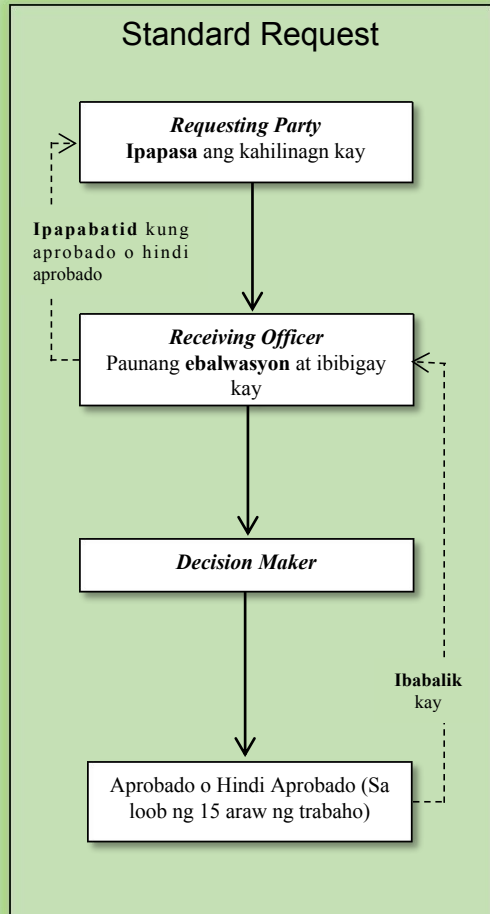 Standard Request
Requesting Party
Ipapasa ang kahilinagn kay
Ipapabatid kung
aprobado o hindi
aprobado
Receiving Officer
Paunang ebalwasyon at ibibigay
kay
Decision Maker
Ibabalik
kay
Aprobado o Hindi Aprobado (Sa
loob ng 15 araw ng trabaho)